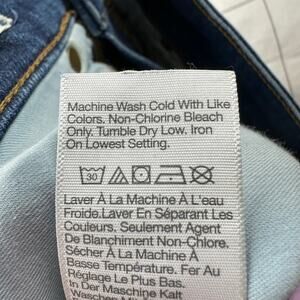 Machine Wash Cold With Like
Colors. Non-Chlorine Bleach
Only. Tumble Dry Low. Iron
On Lowest Setting.
30
Laver À La Machine À L'eau
Froide.Laver En Séparant Les
Couleurs. Seulement Agent
De Blanchiment Non-Chlorin.
Sécher À La Machine À
Basse Température. Fer Au
Réglage Le Plus Bas.
In Der Maschine Kalt